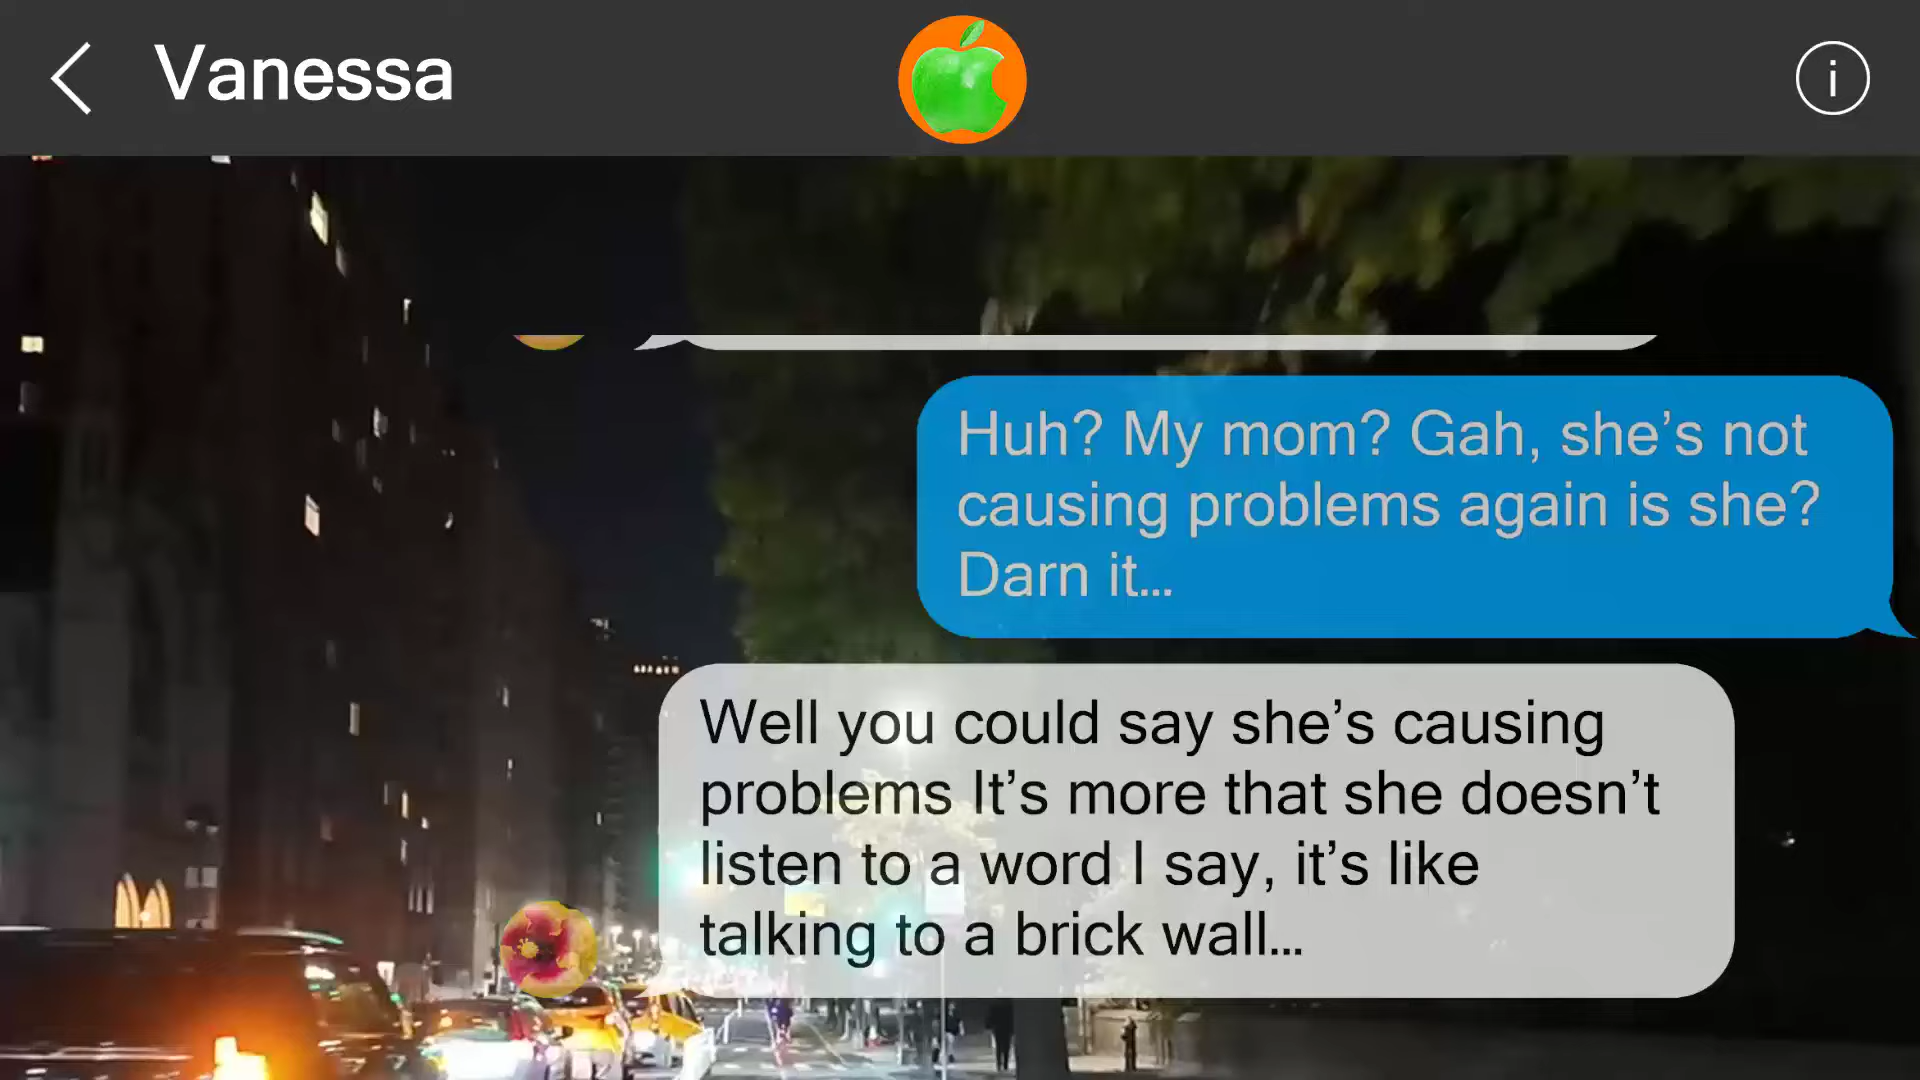 Vanessa
i
Huh? My mom? Gah, she’s not
causing problems again is she?
Darn it...
Well you could say she’s causing
problems It’s more that she doesn’t
listen to a word I say, it’s like
talking to a brick wall...